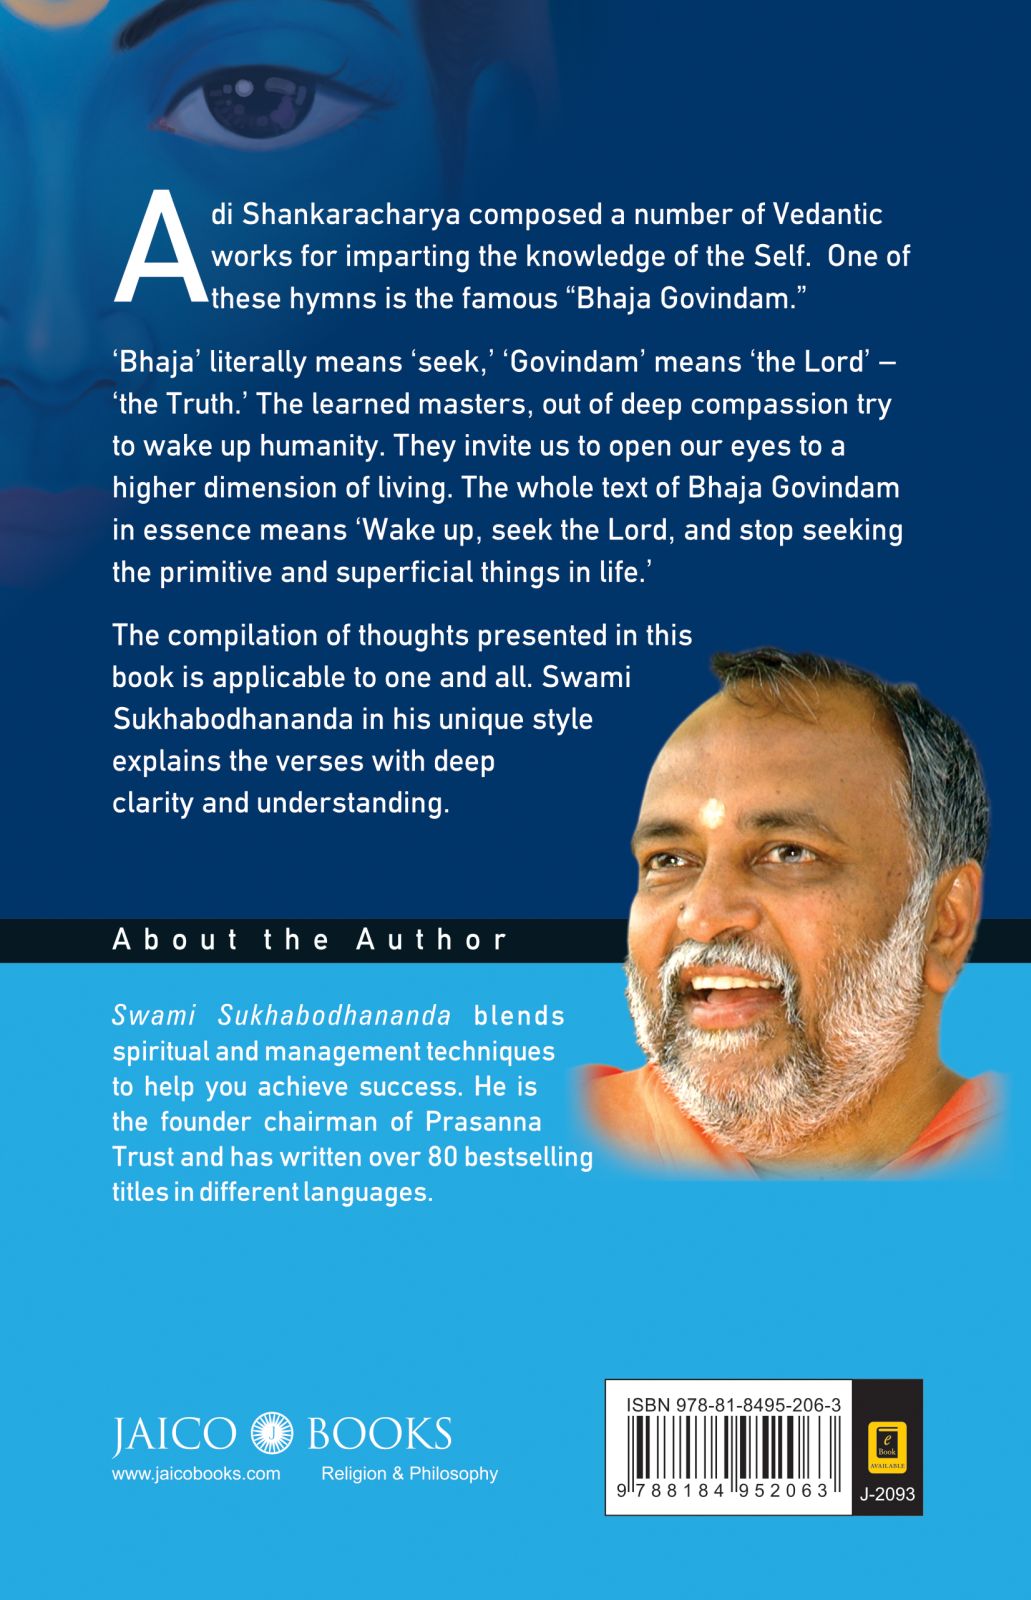 Adi Shankaracharya composed a number of Vedantic
works for imparting the knowledge of the Self. One of
these hymns is the famous “Bhaja Govindam.”
‘Bhaja’ literally means ‘seek,’ ‘Govindam’ means ‘the Lord’ –
‘the Truth.’ The learned masters, out of deep compassion try
to wake up humanity. They invite us to open our eyes to a
higher dimension of living. The whole text of Bhaja Govindam
in essence means ‘Wake up, seek the Lord, and stop seeking
the primitive and superficial things in life.’
The compilation of thoughts presented in this
book is applicable to one and all. Swami
Sukhabodhananda in his unique style
explains the verses with deep
clarity and understanding.
About the Author
Swami Sukhabodhananda blends
spiritual and management techniques
to help you achieve success. He is
the founder chairman of Prasanna
Trust and has written over 80 bestselling
titles in different languages.
JAICO J BOOKS
www.jaicobooks.com Religion & Philosophy
ISBN 978-81-8495-206-3
9 788184 952063
e
Book
AVAILABLE
J-2093